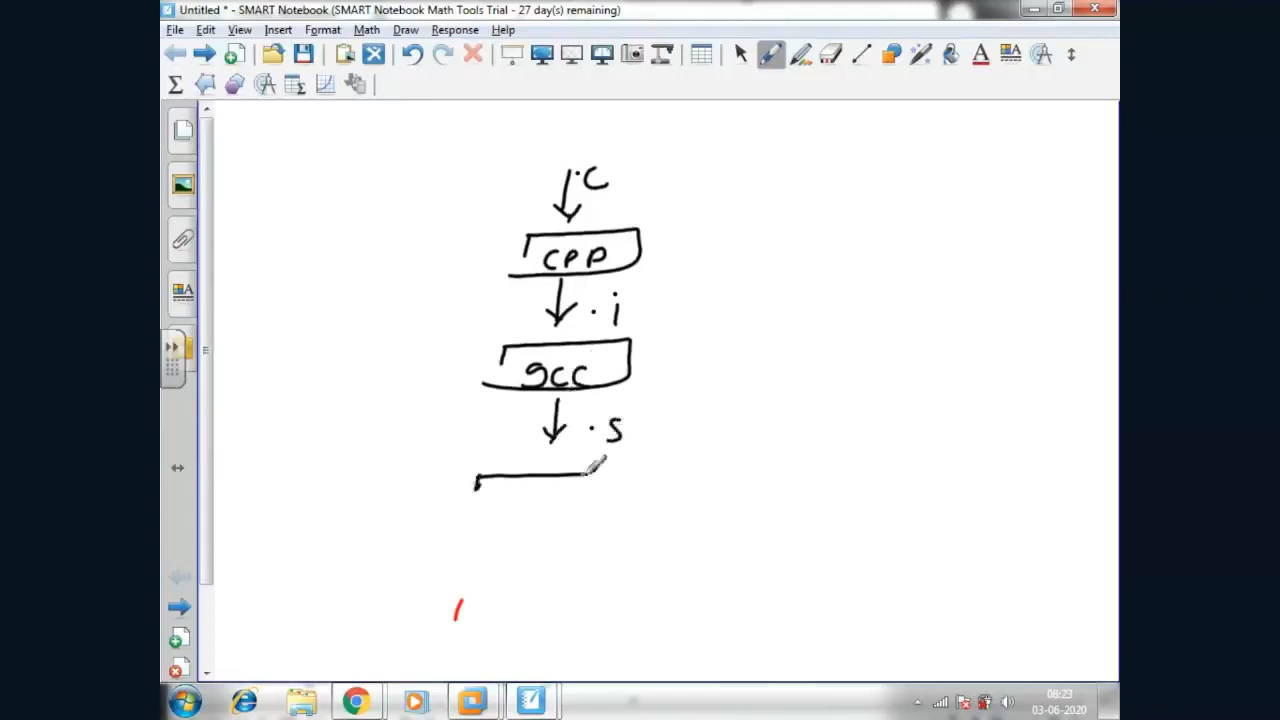 Untitled * - SMART Notebook (SMART Notebook Math Tools Trial - 27 day(s) remaining)
File Edit View Insert Format Math Draw Response Help
.C
cpp
.i
gcc
.s
08:23
03-06-2020